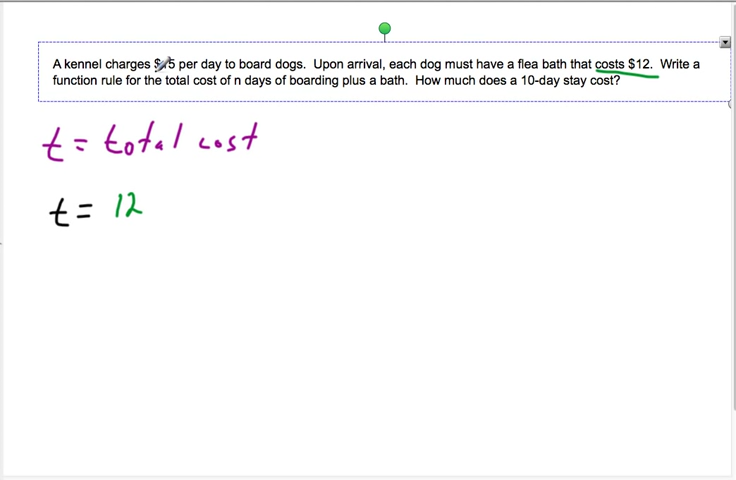 A kennel charges per day to board dogs. Upon arrival, each dog must have a flea bath that costs $12. Write a
function rule for the total cost of n days of boarding plus a bath. How much does a 10-day stay cost?
t = total cost
t = 12